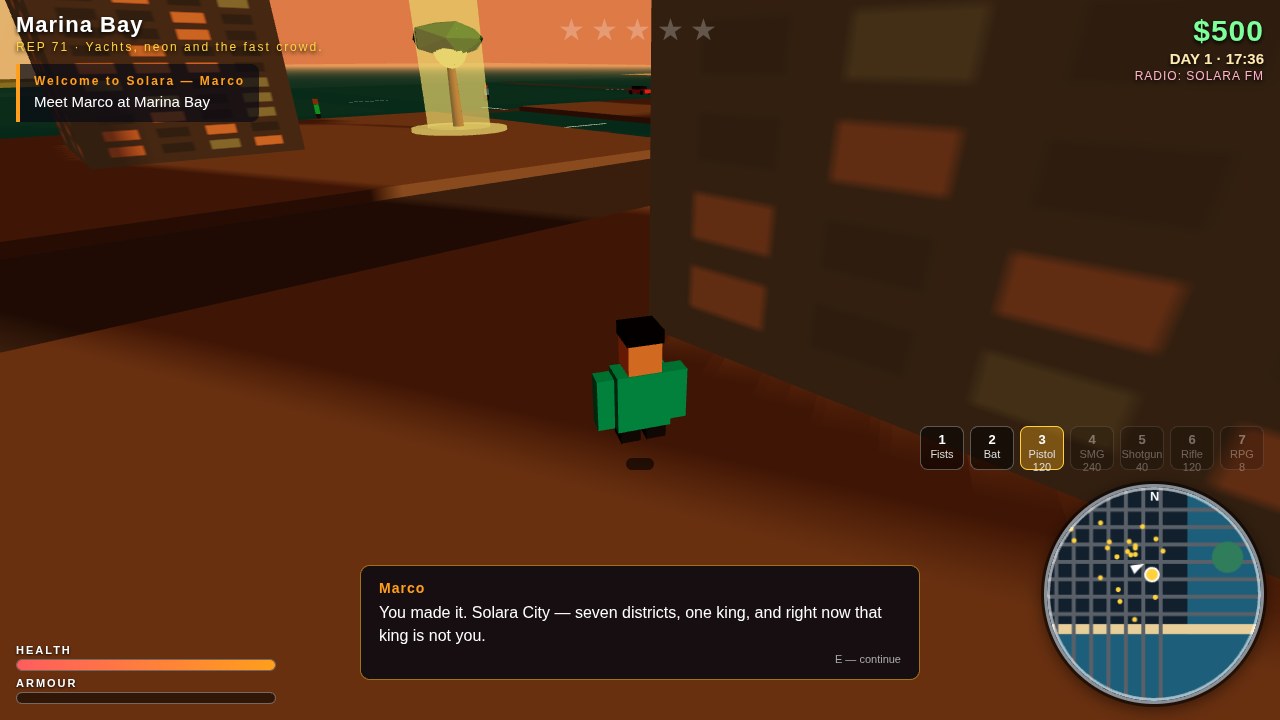 Marina Bay
REP 71 · Yachts, neon and the fast crowd.
Welcome to Solara — Marco
Meet Marco at Marina Bay
★★★★★
$500
DAY 1 · 17:36
RADIO: SOLARA FM
1 2 3 4 5 6 7
Fists Bat Pistol SMG Shotgun Rifle RPG
120 240 40 120 8
N
Marco
You made it. Solara City — seven districts, one king, and right now that
king is not you.
E — continue
HEALTH
ARMOUR